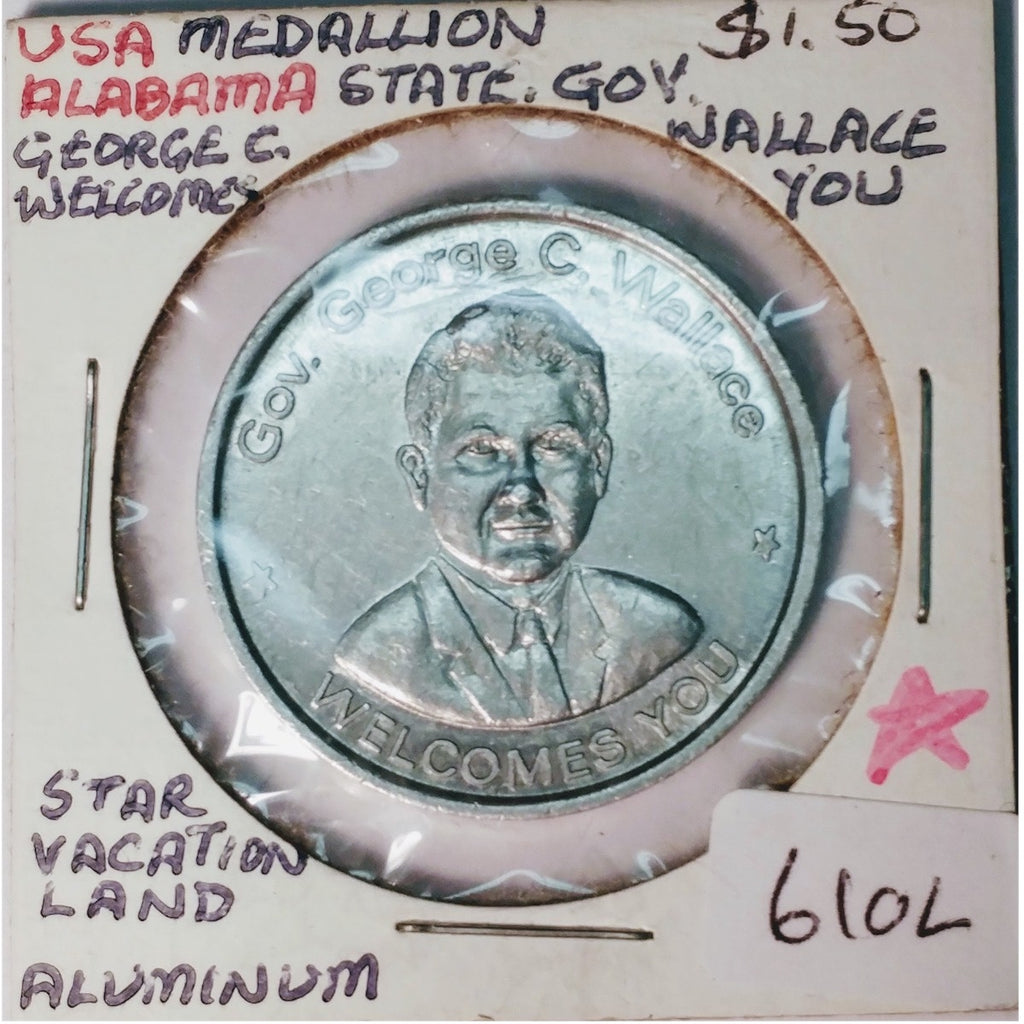 USA MEDALLION $1.50
ALABAMA STATE. GOV.
GEORGE C. WALLACE
WELCOMES YOU
Gov. George C. Wallace
WELCOMES YOU
STAR
VACATION
LAND
ALUMINUM
610L